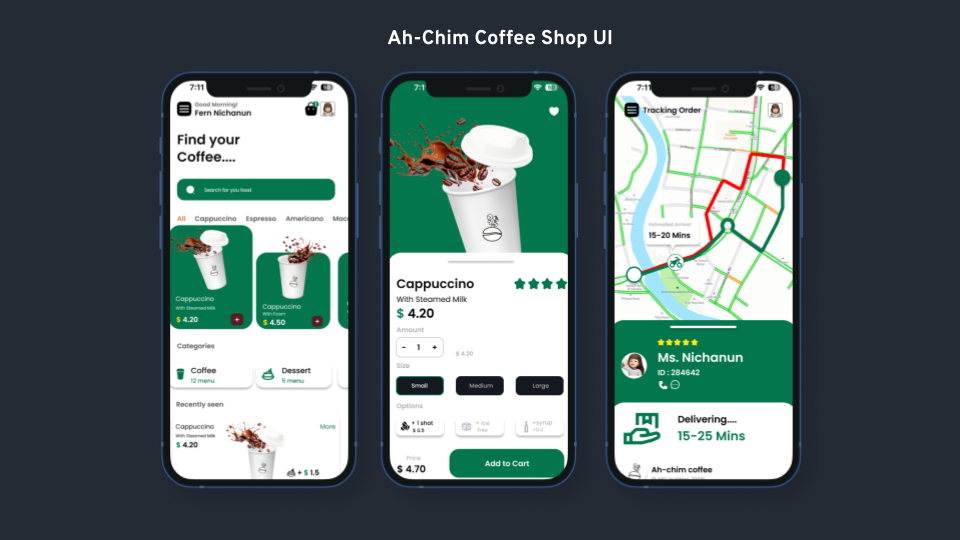 Ah-Chim Coffee Shop UI
7:11
Good Morning!
Fern Nichanun
Find your
Coffee....
Search for you food
All Cappuccino Espresso Americano Mac
Cappuccino
With Steamed Milk
$ 4.20
+
Cappuccino
With Foam
$ 4.50
+
Categories
Coffee
12 menu
Dessert
5 menu
Recently seen
Cappuccino
With Steamed Milk
$ 4.20
More
+ $ 1.5
7:1
Cappuccino
With Steamed Milk
$ 4.20
Amount
- 1 +
$ 4.20
Size
Small Medium Large
Options
+ 1 shot
$ 0.5
+ Ice
Free
+syrup
+0.3
Price
$ 4.70
Add to Cart
7:11
Tracking Order
Estimated Arrival
15-20 Mins
Ms. Nichanun
ID : 284642
Delivering....
15-25 Mins
Ah-chim coffee